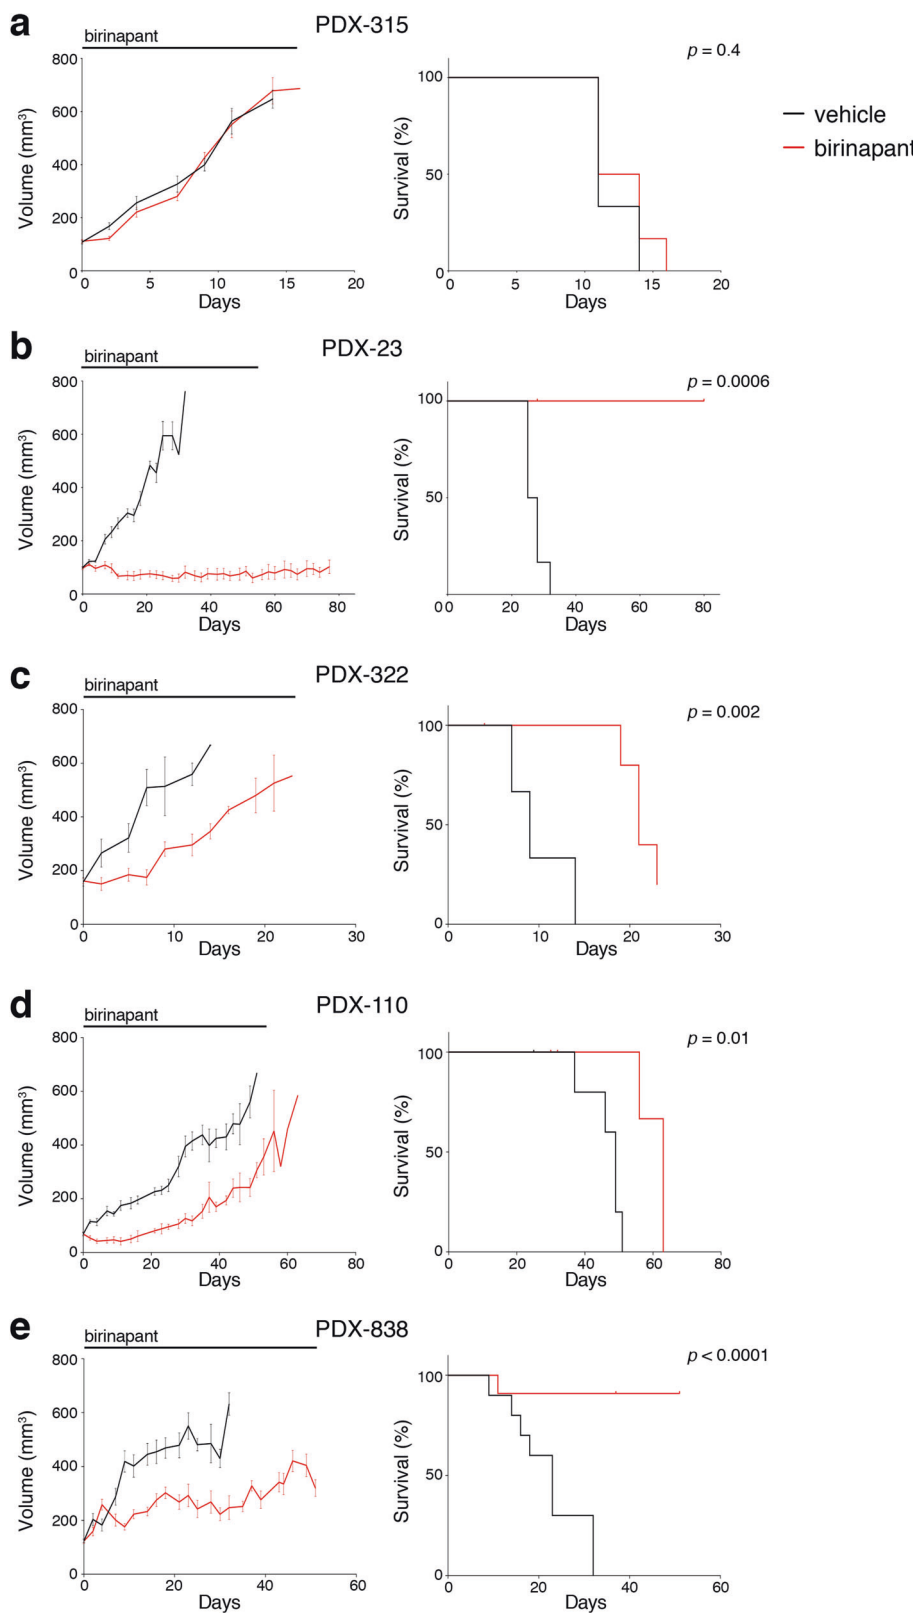 a
PDX-315
birinapant
Volume (mm³)
800
600
400
200
0
0 5 10 15 20
Days
p = 0.4
Survival (%)
100
50
0
0 5 10 15 20
Days
vehicle
birinapant
b
PDX-23
birinapant
Volume (mm³)
800
600
400
200
0
0 20 40 60 80
Days
p = 0.0006
Survival (%)
100
50
0
0 20 40 60 80
Days
c
PDX-322
birinapant
Volume (mm³)
800
600
400
200
0
0 10 20 30
Days
p = 0.002
Survival (%)
100
50
0
0 10 20 30
Days
d
PDX-110
birinapant
Volume (mm³)
800
600
400
200
0
0 20 40 60 80
Days
p = 0.01
Survival (%)
100
50
0
0 20 40 60 80
Days
e
PDX-838
birinapant
Volume (mm³)
800
600
400
200
0
0 20 40 60
Days
p < 0.0001
Survival (%)
100
50
0
0 20 40 60
Days